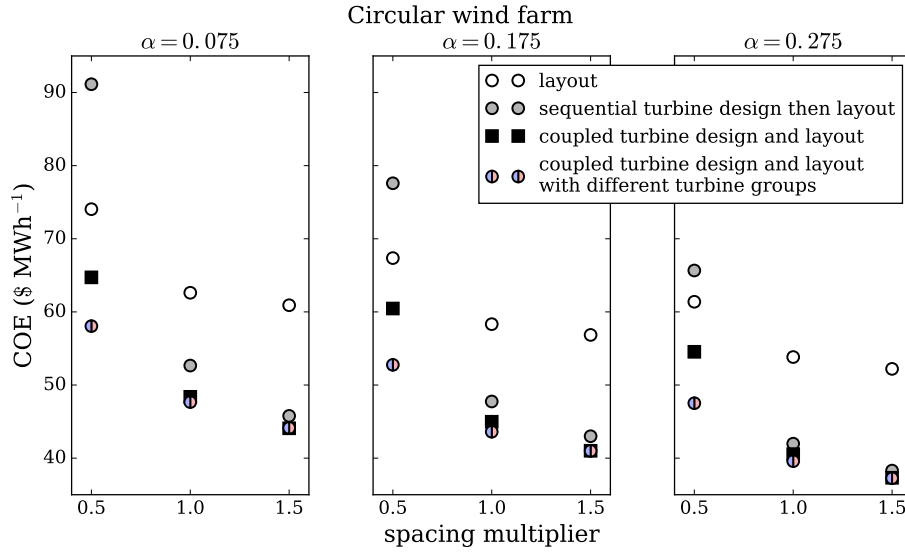 Circular wind farm
α = 0.075
α = 0.175
α = 0.275
layout
sequential turbine design then layout
coupled turbine design and layout
coupled turbine design and layout
with different turbine groups
COE ($ MWh⁻¹)
90
80
70
60
50
40
0.5 1.0 1.5
0.5 1.0 1.5
0.5 1.0 1.5
spacing multiplier